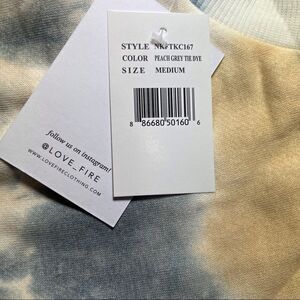 STYLE NKFTKC167
COLOR PEACH GREY TIE DYE
SIZE MEDIUM
8 86680 50160 6
follow us on instagram!
@LOVE_FIRE
WWW.LOVEFIRECLOTHING.COM